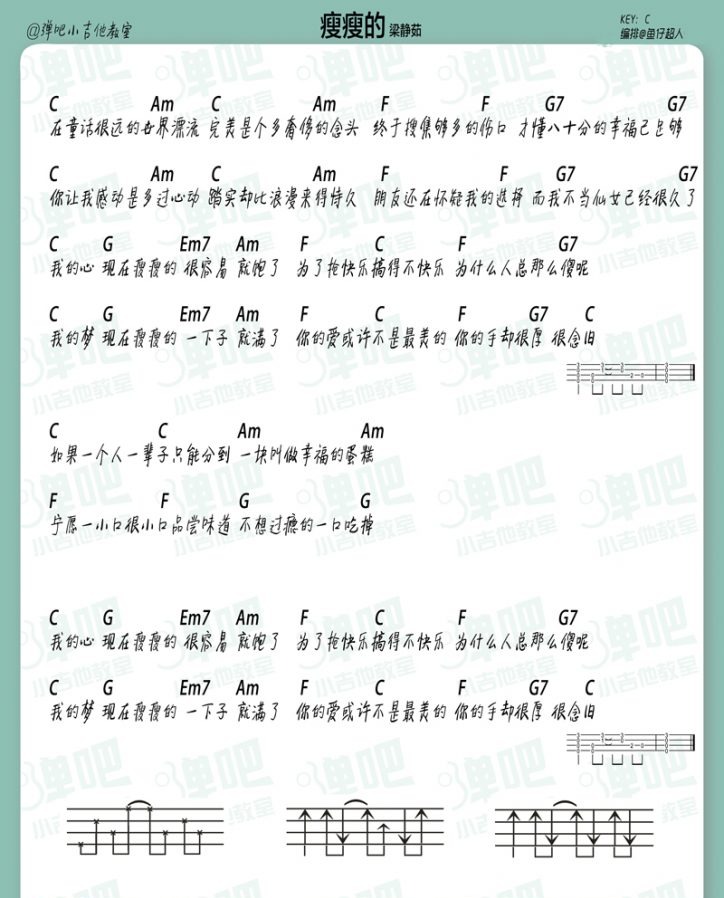 @弹吧小吉他教室
瘦瘦的 梁静茹
KEY: C
编排@鱼仔超人
C Am C Am F F G7 G7
在童话很远的世界漂流 完美是个多奢侈的念头 终于搜集够多的伤口 才懂八十分的幸福已足够
C Am C Am F F G7 G7
你让我感动是多过心动 踏实却比浪漫来得恃久 朋友还在怀疑我的选择 而我不当仙女已经很久了
C G Em7 Am F C F G7
我的心 现在瘦瘦的 很容易 就饱了 为了抢快乐搞得不快乐 为什么人总那么傻呢
C G Em7 Am F C F G7 C
我的梦 现在瘦瘦的 一下子 就满了 你的爱或许不是最美的 你的手却很厚 很念旧
C C Am Am
如果一个人一辈子只能分到 一块叫做幸福的蛋糕
F F G G
宁愿一小口很小口品尝味道 不想过瘾的一口吃掉
C G Em7 Am F C F G7
我的心 现在瘦瘦的 很容易 就饱了 为了抢快乐搞得不快乐 为什么人总那么傻呢
C G Em7 Am F C F G7 C
我的梦 现在瘦瘦的 一下子 就满了 你的爱或许不是最美的 你的手却很厚 很念旧